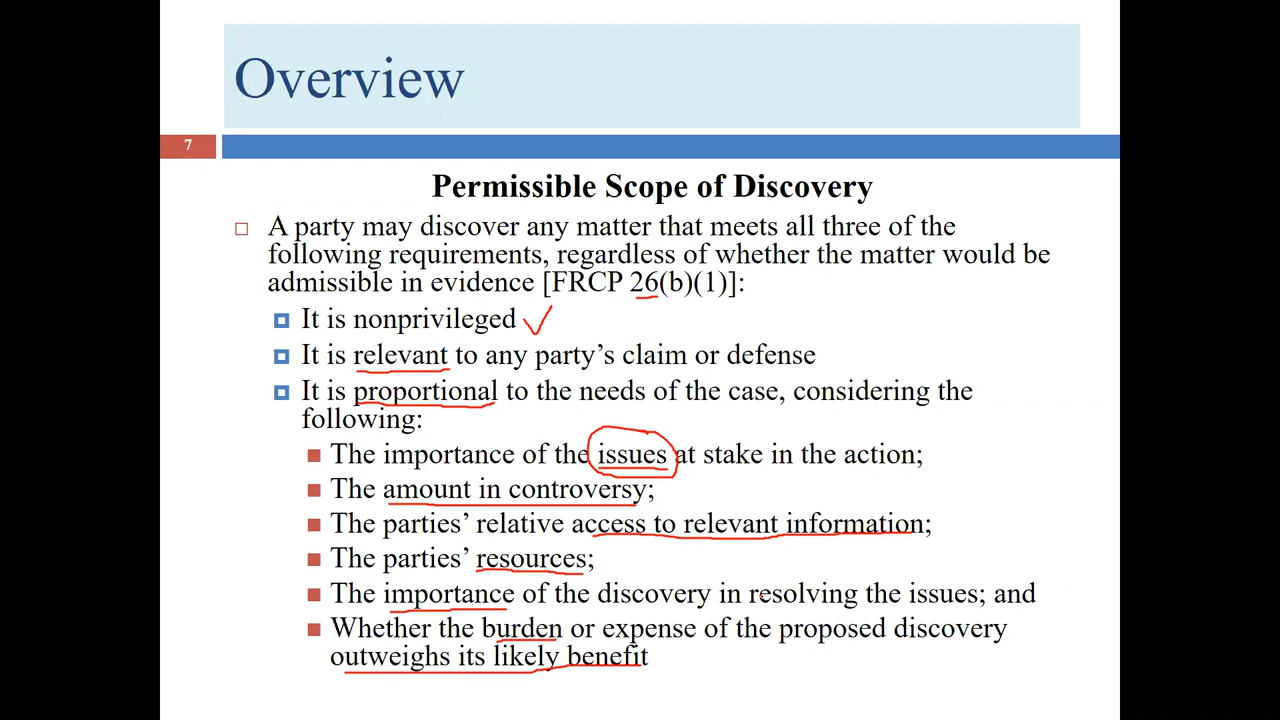 Overview
7
Permissible Scope of Discovery
A party may discover any matter that meets all three of the
following requirements, regardless of whether the matter would be
admissible in evidence [FRCP 26(b)(1)]:
It is nonprivileged
It is relevant to any party’s claim or defense
It is proportional to the needs of the case, considering the
following:
The importance of the issues at stake in the action;
The amount in controversy;
The parties’ relative access to relevant information;
The parties’ resources;
The importance of the discovery in resolving the issues; and
Whether the burden or expense of the proposed discovery
outweighs its likely benefit